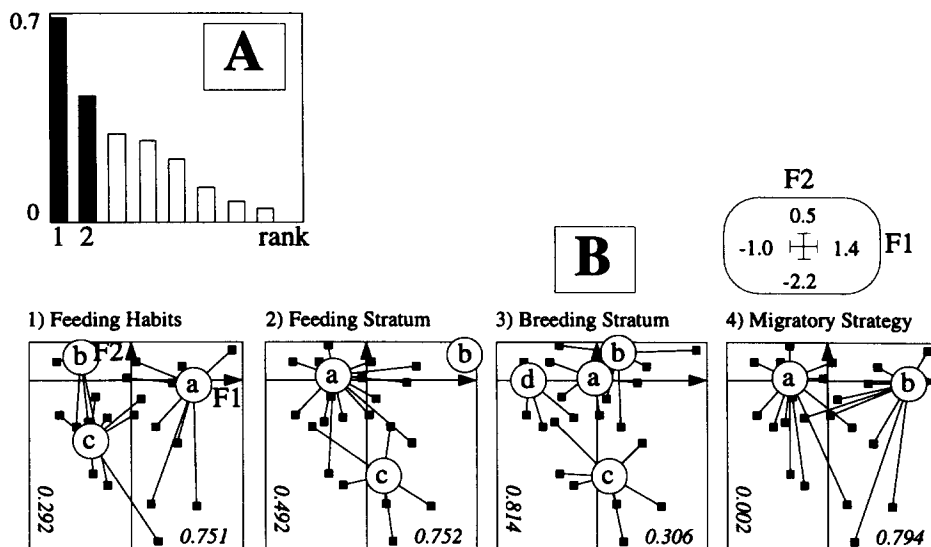 0.7
A
0
1 2 rank
F2
0.5
-1.0 1.4 F1
-2.2
B
1) Feeding Habits
2) Feeding Stratum
3) Breeding Stratum
4) Migratory Strategy
b F2
a F1
c
0.292
0.751
b
a
c
0.492
0.752
b
d a
c
0.814
0.306
a b
0.002
0.794